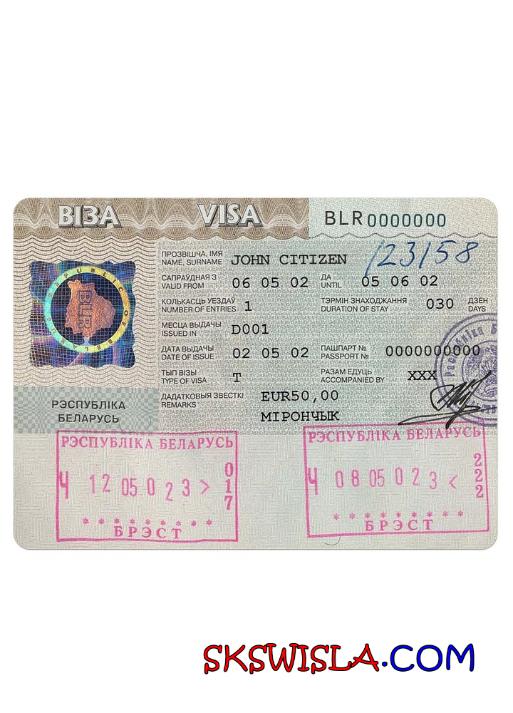 ВІЗА VISA BLR 0000000
ПРОЗВІШЧА, ІМЯ
NAME, SURNAME JOHN CITIZEN 123158
САПРАЎДНАЯ З
VALID FROM 06 05 02 ДА
UNTIL 05 06 02
КОЛЬКАСЦЬ УЕЗДАЎ
NUMBER OF ENTRIES 1 ТЭРМІН ЗНАХОДЖАННЯ
DURATION OF STAY 030 ДЗЕН
DAYS
МЕСЦА ВЫДАЧЫ
ISSUED IN D001
ДАТА ВЫДАЧЫ
DATE OF ISSUE 02 05 02 ПАШПАРТ №
PASSPORT № 0000000000
ТЫП ВІЗЫ
TYPE OF VISA T РАЗАМ ЕДУЦЬ
ACCOMPANIED BY XXX
ДАДАТКОВЫЯ ЗВЕСТКІ
REMARKS EUR50,00
МІРОНЧЫК
РЭСПУБЛІКА
БЕЛАРУСЬ
РЭСПУБЛІКА БЕЛАРУСЬ
Ч 12 05 02 3 > 017
* * * * * * * *
БРЭСТ
РЭСПУБЛІКА БЕЛАРУСЬ
Ч 08 05 02 3 < 222
* * * * * * * *
БРЭСТ
SKSWISLA.COM